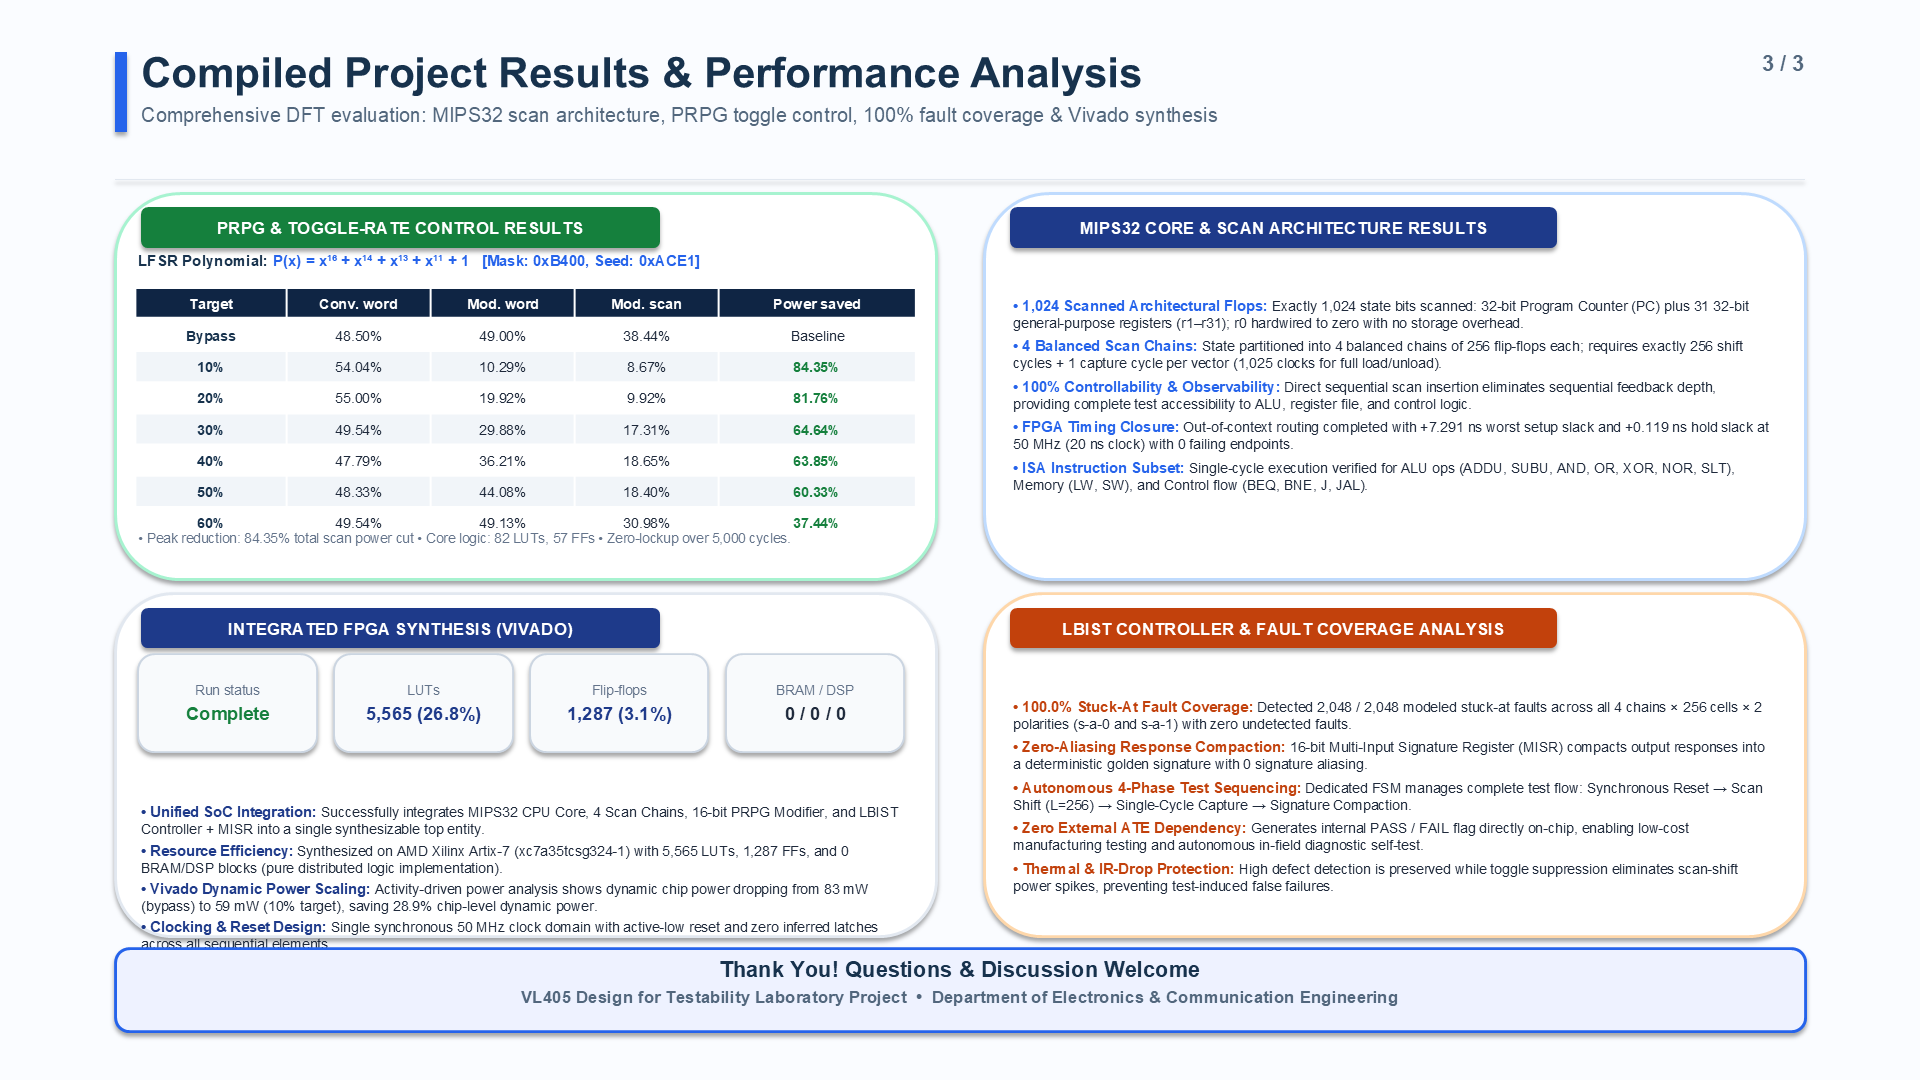 Compiled Project Results & Performance Analysis
3 / 3
Comprehensive DFT evaluation: MIPS32 scan architecture, PRPG toggle control, 100% fault coverage & Vivado synthesis
PRPG & TOGGLE-RATE CONTROL RESULTS
LFSR Polynomial: P(x) = x¹⁶ + x¹⁴ + x¹³ + x¹¹ + 1 [Mask: 0xB400, Seed: 0xACE1]
Target Conv. word Mod. word Mod. scan Power saved
Bypass 48.50% 49.00% 38.44% Baseline
10% 54.04% 10.29% 8.67% 84.35%
20% 55.00% 19.92% 9.92% 81.76%
30% 49.54% 29.88% 17.31% 64.64%
40% 47.79% 36.21% 18.65% 63.85%
50% 48.33% 44.08% 18.40% 60.33%
60% 49.54% 49.13% 30.98% 37.44%
• Peak reduction: 84.35% total scan power cut • Core logic: 82 LUTs, 57 FFs • Zero-lockup over 5,000 cycles.
MIPS32 CORE & SCAN ARCHITECTURE RESULTS
• 1,024 Scanned Architectural Flops: Exactly 1,024 state bits scanned: 32-bit Program Counter (PC) plus 31 32-bit
general-purpose registers (r1–r31); r0 hardwired to zero with no storage overhead.
• 4 Balanced Scan Chains: State partitioned into 4 balanced chains of 256 flip-flops each; requires exactly 256 shift
cycles + 1 capture cycle per vector (1,025 clocks for full load/unload).
• 100% Controllability & Observability: Direct sequential scan insertion eliminates sequential feedback depth,
providing complete test accessibility to ALU, register file, and control logic.
• FPGA Timing Closure: Out-of-context routing completed with +7.291 ns worst setup slack and +0.119 ns hold slack at
50 MHz (20 ns clock) with 0 failing endpoints.
• ISA Instruction Subset: Single-cycle execution verified for ALU ops (ADDU, SUBU, AND, OR, XOR, NOR, SLT),
Memory (LW, SW), and Control flow (BEQ, BNE, J, JAL).
INTEGRATED FPGA SYNTHESIS (VIVADO)
Run status
Complete
LUTs
5,565 (26.8%)
Flip-flops
1,287 (3.1%)
BRAM / DSP
0 / 0 / 0
• Unified SoC Integration: Successfully integrates MIPS32 CPU Core, 4 Scan Chains, 16-bit PRPG Modifier, and LBIST
Controller + MISR into a single synthesizable top entity.
• Resource Efficiency: Synthesized on AMD Xilinx Artix-7 (xc7a35tcsg324-1) with 5,565 LUTs, 1,287 FFs, and 0
BRAM/DSP blocks (pure distributed logic implementation).
• Vivado Dynamic Power Scaling: Activity-driven power analysis shows dynamic chip power dropping from 83 mW
(bypass) to 59 mW (10% target), saving 28.9% chip-level dynamic power.
• Clocking & Reset Design: Single synchronous 50 MHz clock domain with active-low reset and zero inferred latches
across all sequential elements.
LBIST CONTROLLER & FAULT COVERAGE ANALYSIS
• 100.0% Stuck-At Fault Coverage: Detected 2,048 / 2,048 modeled stuck-at faults across all 4 chains × 256 cells × 2
polarities (s-a-0 and s-a-1) with zero undetected faults.
• Zero-Aliasing Response Compaction: 16-bit Multi-Input Signature Register (MISR) compacts output responses into
a deterministic golden signature with 0 signature aliasing.
• Autonomous 4-Phase Test Sequencing: Dedicated FSM manages complete test flow: Synchronous Reset → Scan
Shift (L=256) → Single-Cycle Capture → Signature Compaction.
• Zero External ATE Dependency: Generates internal PASS / FAIL flag directly on-chip, enabling low-cost
manufacturing testing and autonomous in-field diagnostic self-test.
• Thermal & IR-Drop Protection: High defect detection is preserved while toggle suppression eliminates scan-shift
power spikes, preventing test-induced false failures.
Thank You! Questions & Discussion Welcome
VL405 Design for Testability Laboratory Project • Department of Electronics & Communication Engineering